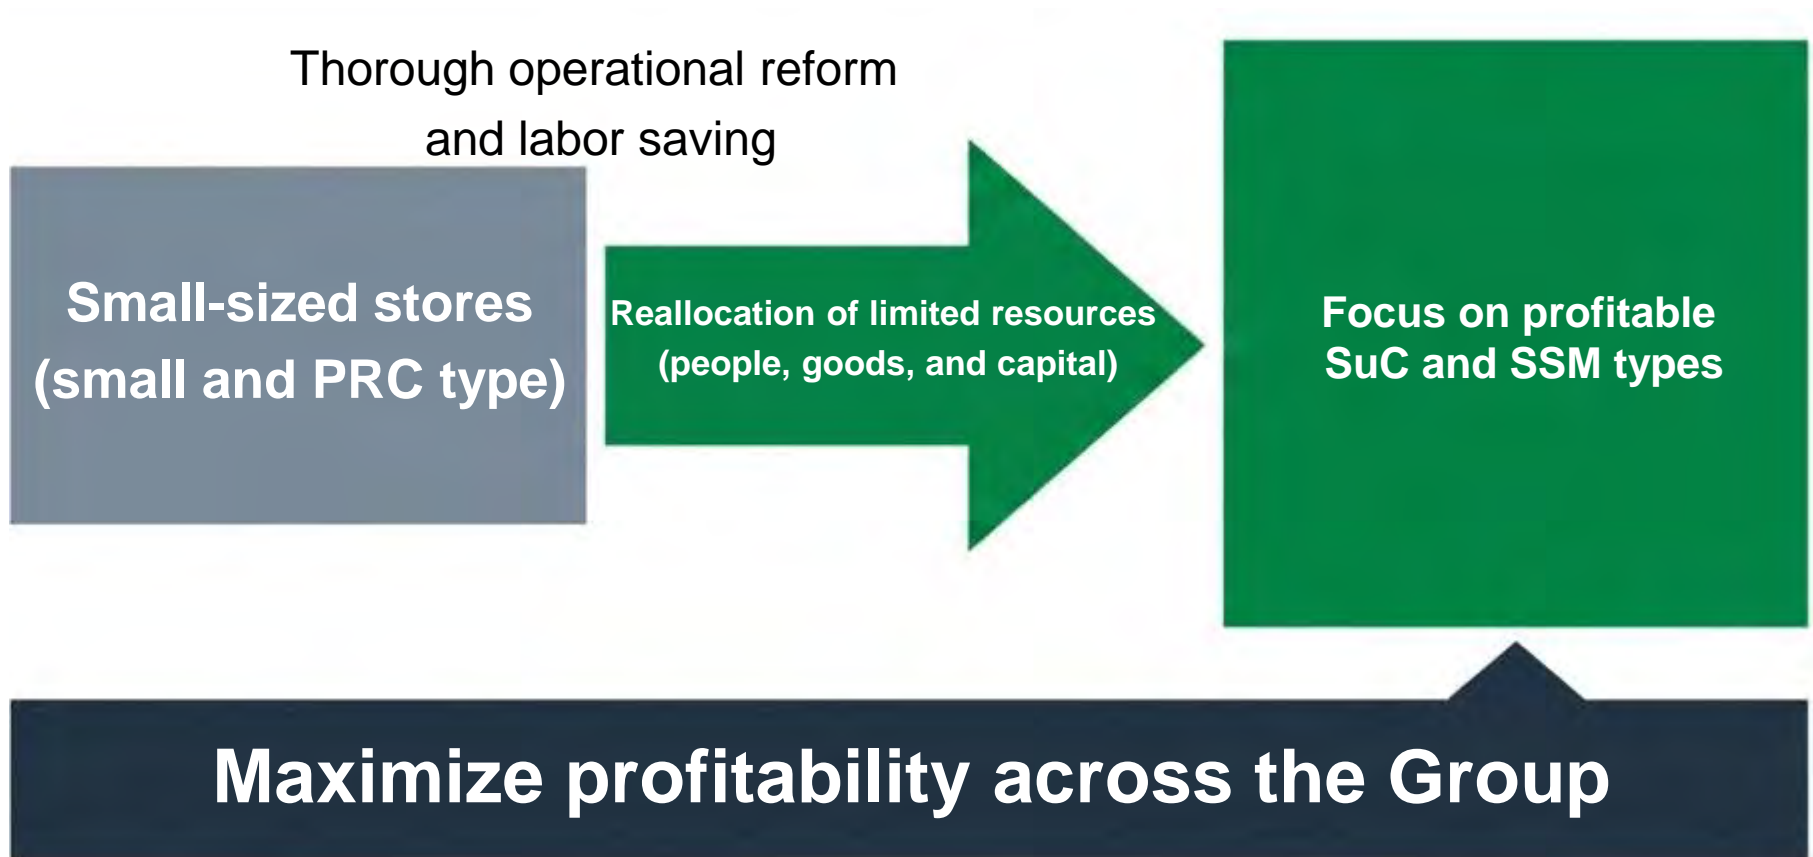 Thorough operational reform
and labor saving
Small-sized stores
(small and PRC type)
Reallocation of limited resources
(people, goods, and capital)
Focus on profitable
SuC and SSM types
Maximize profitability across the Group